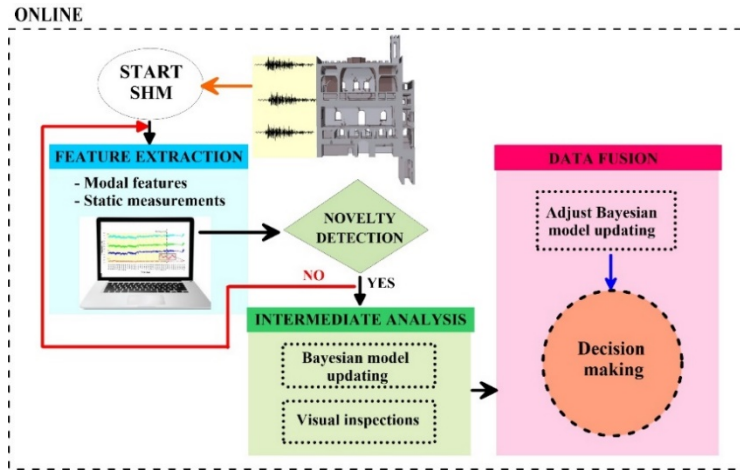 ONLINE
START
SHM
FEATURE EXTRACTION
- Modal features
- Static measurements
NOVELTY
DETECTION
NO
YES
INTERMEDIATE ANALYSIS
Bayesian model
updating
Visual inspections
DATA FUSION
Adjust Bayesian
model updating
Decision
making